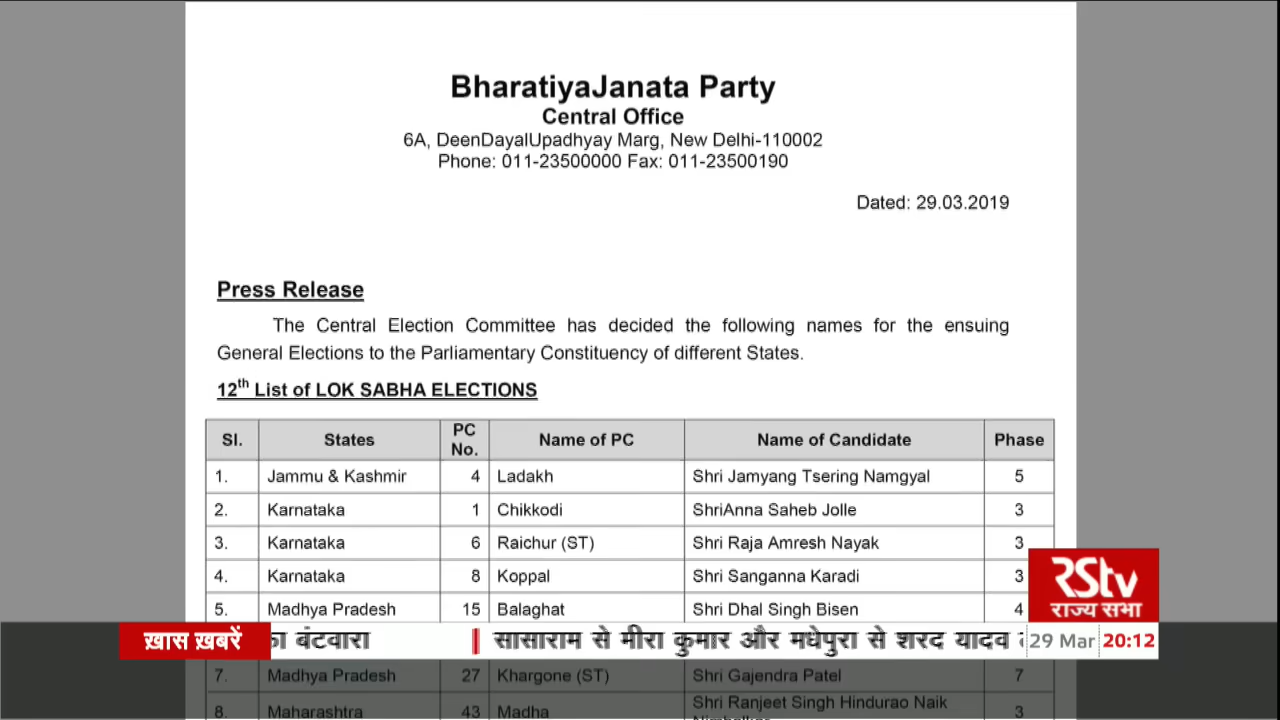 BharatiyaJanata Party
Central Office
6A, DeenDayalUpadhyay Marg, New Delhi-110002
Phone: 011-23500000 Fax: 011-23500190
Dated: 29.03.2019
Press Release
The Central Election Committee has decided the following names for the ensuing
General Elections to the Parliamentary Constituency of different States.
12th List of LOK SABHA ELECTIONS
Sl. States PC No. Name of PC Name of Candidate Phase
1. Jammu & Kashmir 4 Ladakh Shri Jamyang Tsering Namgyal 5
2. Karnataka 1 Chikkodi ShriAnna Saheb Jolle 3
3. Karnataka 6 Raichur (ST) Shri Raja Amresh Nayak 3
4. Karnataka 8 Koppal Shri Sanganna Karadi 3
5. Madhya Pradesh 15 Balaghat Shri Dhal Singh Bisen 4
RSTV
राज्य सभा
ख़ास ख़बरें का बंटवारा सासाराम से मीरा कुमार और मधेपुरा से शरद यादव 29 Mar 20:12
7. Madhya Pradesh 27 Khargone (ST) Shri Gajendra Patel 7
8. Maharashtra 43 Madha Shri Ranjeet Singh Hindurao Naik 3